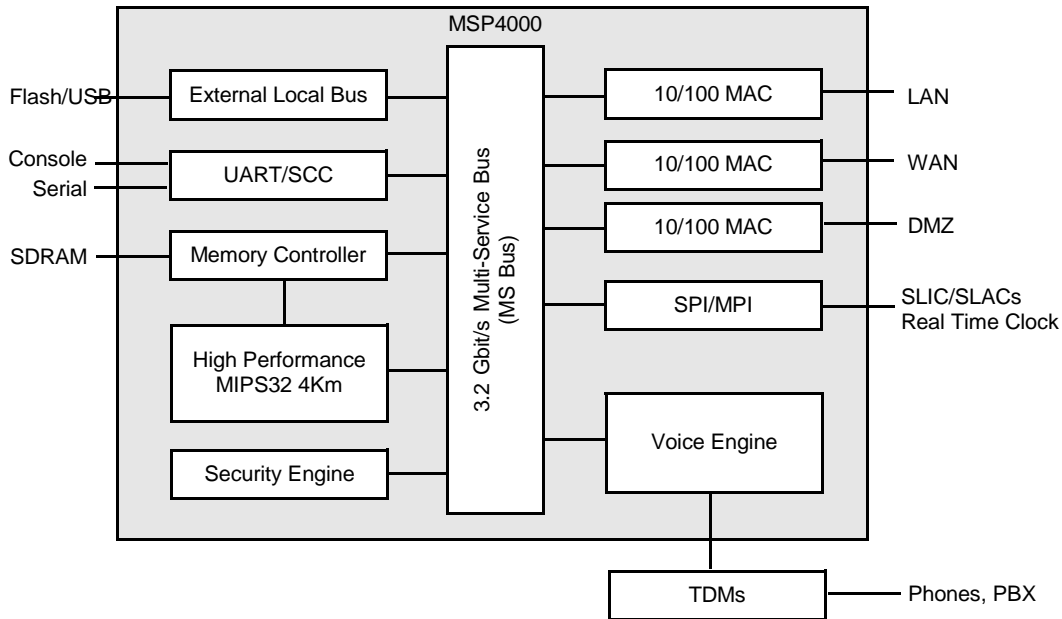 MSP4000
Flash/USB
External Local Bus
10/100 MAC
LAN
Console
Serial
UART/SCC
10/100 MAC
WAN
10/100 MAC
DMZ
SDRAM
Memory Controller
3.2 Gbit/s Multi-Service Bus
(MS Bus)
SPI/MPI
SLIC/SLACs
Real Time Clock
High Performance
MIPS32 4Km
Voice Engine
Security Engine
TDMs
Phones, PBX